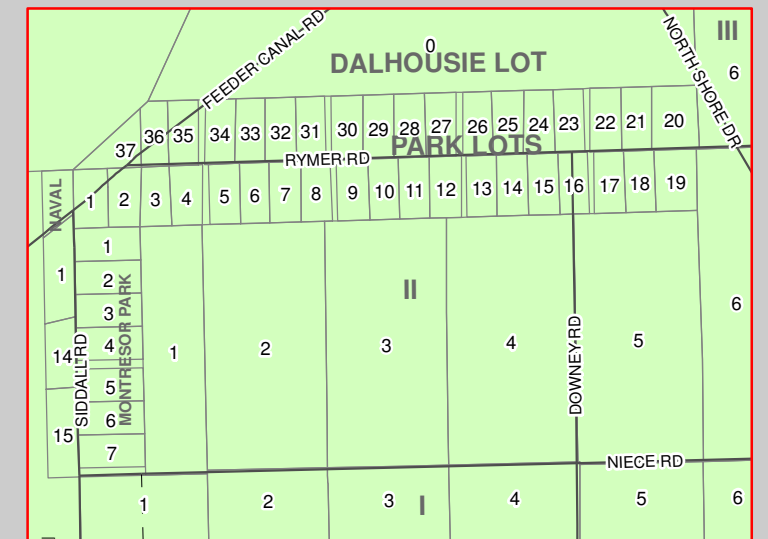 FEEDER CANAL RD
0
DALHOUSIE LOT
NORTH SHORE DR
III
6
37 36 35 34 33 32 31 30 29 28 27 26 25 24 23 22 21 20
PARK LOTS
RYMER RD
NAVAL
1 2 3 4 5 6 7 8 9 10 11 12 13 14 15 16 17 18 19
1
1
2
3
4
5
6
7
MONTRESOR PARK
SIDDALL RD
14
15
II
1 2 3 4 5 6
DOWNEY RD
NIECE RD
1 2 3 I 4 5 6